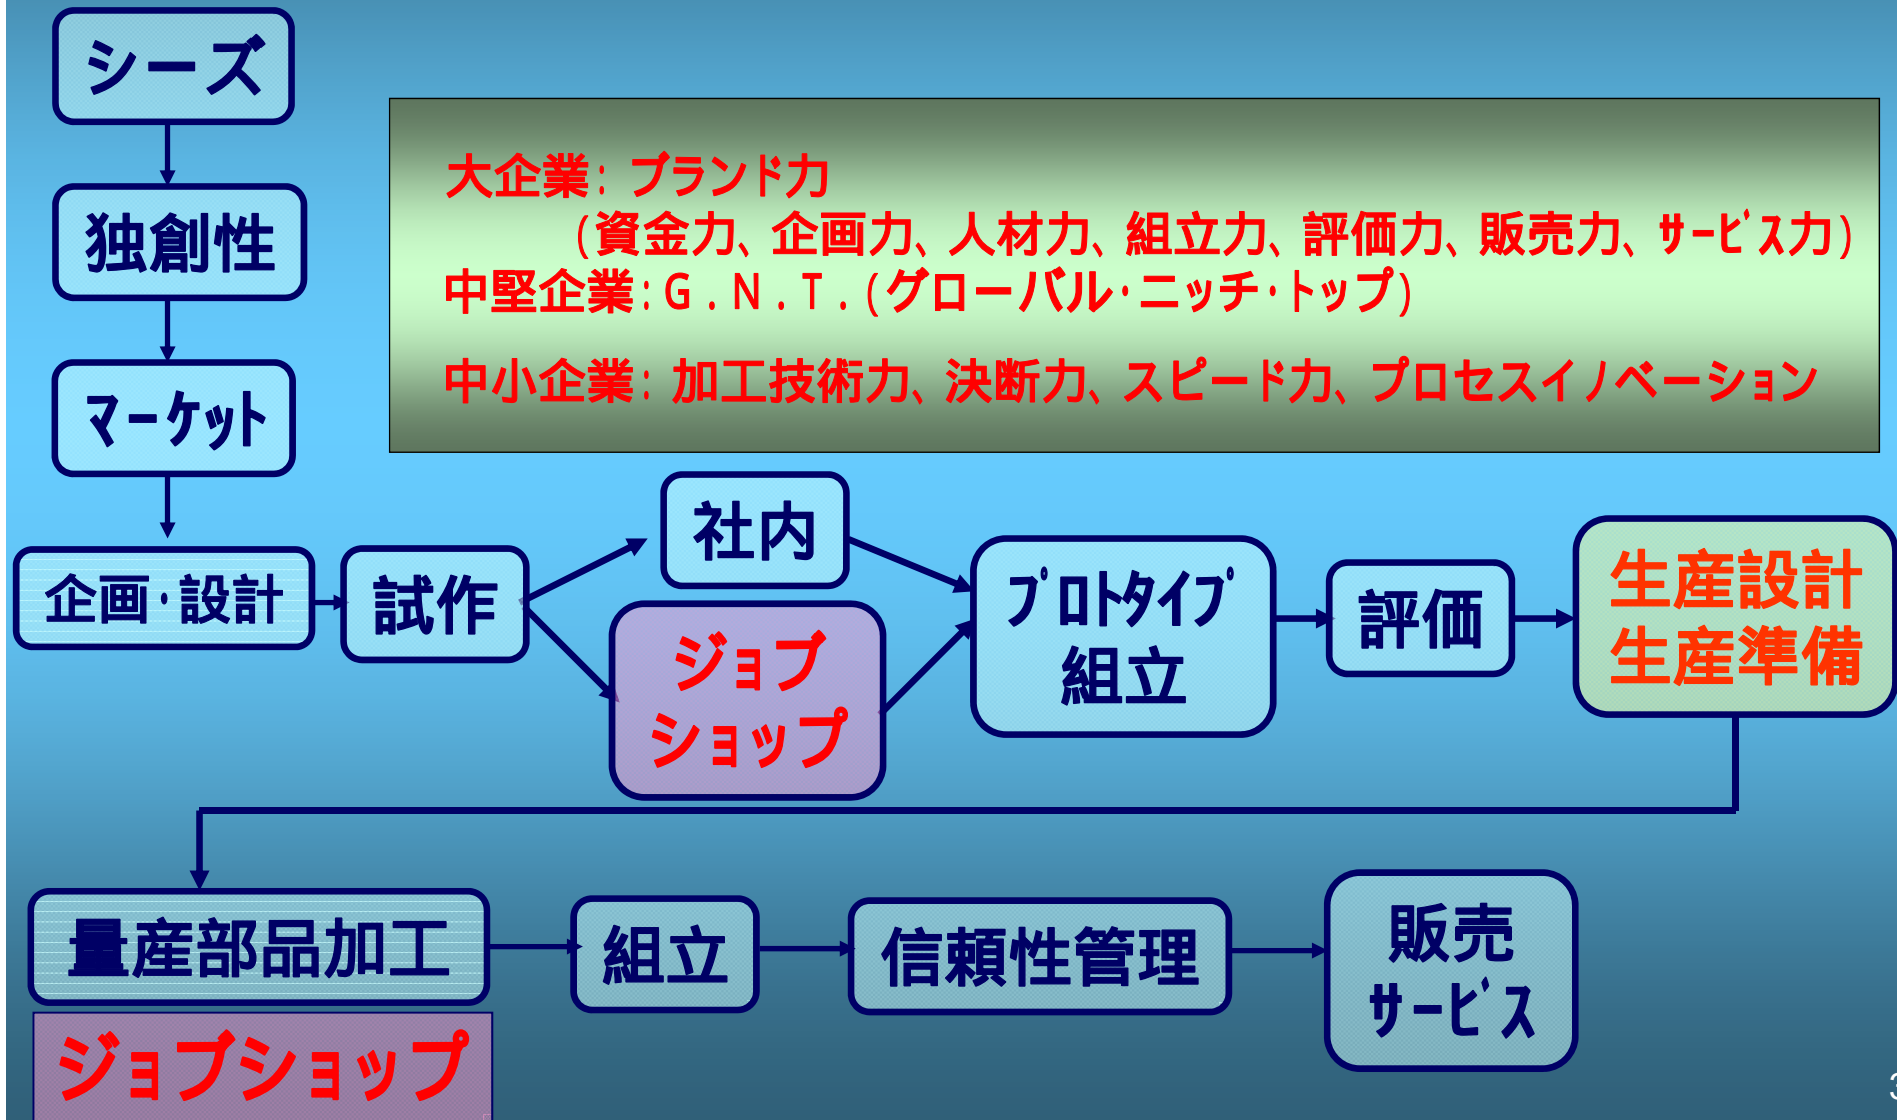 シーズ
独創性
マーケット
大企業：ブランド力
（資金力、企画力、人材力、組立力、評価力、販売力、ｻｰﾋﾞｽ力）
中堅企業：Ｇ．Ｎ．Ｔ．（グローバル・ニッチ・トップ）
中小企業：加工技術力、決断力、スピード力、プロセスイノベーション
企画・設計
試作
社内
ジョブ
ショップ
ﾌﾟﾛﾄﾀｲﾌﾟ
組立
評価
生産設計
生産準備
量産部品加工
ジョブショップ
組立
信頼性管理
販売
ｻｰﾋﾞｽ